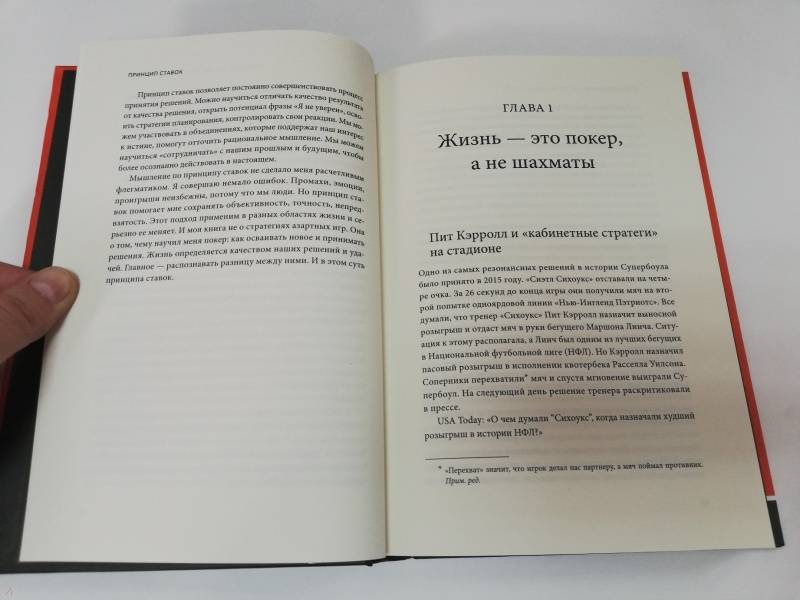 ПРИНЦИП СТАВОК
Принцип ставок позволяет постоянно совершенствовать процесс
принятия решений. Можно научиться отличать качество результата
от качества решения, открыть потенциал фразы «Я не уверен», осво-
ить стратегии планирования, контролировать свои реакции. Мы мо-
жем участвовать в объединениях, которые поддержат наш интерес
к истине, помогут отточить рациональное мышление. Мы можем
научиться «сотрудничать» с нашим прошлым и будущим, чтобы
более осознанно действовать в настоящем.
Мышление по принципу ставок не сделало меня расчетливым
флегматиком. Я совершаю немало ошибок. Промахи, эмоции,
проигрыши неизбежны, потому что мы люди. Но принцип ста-
вок помогает мне сохранять объективность, точность, непред-
взятость. Этот подход применим в разных областях жизни и се-
рьезно ее меняет. И моя книга не о стратегиях азартных игр. Она
о том, чему научил меня покер: как осваивать новое и принимать
решения. Жизнь определяется качеством наших решений и уда-
чей. Главное — распознавать разницу между ними. И в этом суть
принципа ставок.
ГЛАВА 1
Жизнь — это покер,
а не шахматы
Пит Кэрролл и «кабинетные стратеги»
на стадионе
Одно из самых резонансных решений в истории Супербоула
было принято в 2015 году. «Сиэтл Сихоукс» отставали на четы-
ре очка. За 26 секунд до конца игры они получили мяч на вто-
рой попытке одноярдовой линии «Нью-Ингленд Пэтриотс». Все
думали, что тренер «Сихоукс» Пит Кэрролл назначит выносной
розыгрыш и отдаст мяч в руки бегущего Маршона Линча. Ситу-
ация к этому располагала, а Линч был одним из лучших бегущих
в Национальной футбольной лиге (НФЛ). Но Кэрролл назначил
пасовый розыгрыш в исполнении квотербека Расселла Уилсона.
Соперники перехватили* мяч и спустя мгновение выиграли Су-
пербоул. На следующий день решение тренера раскритиковали
в прессе.
USA Today: «О чем думали "Сихоукс", когда назначали худший
розыгрыш в истории НФЛ?»
* «Перехват» значит, что игрок делал пас партнеру, а мяч поймал противник.
Прим. ред.